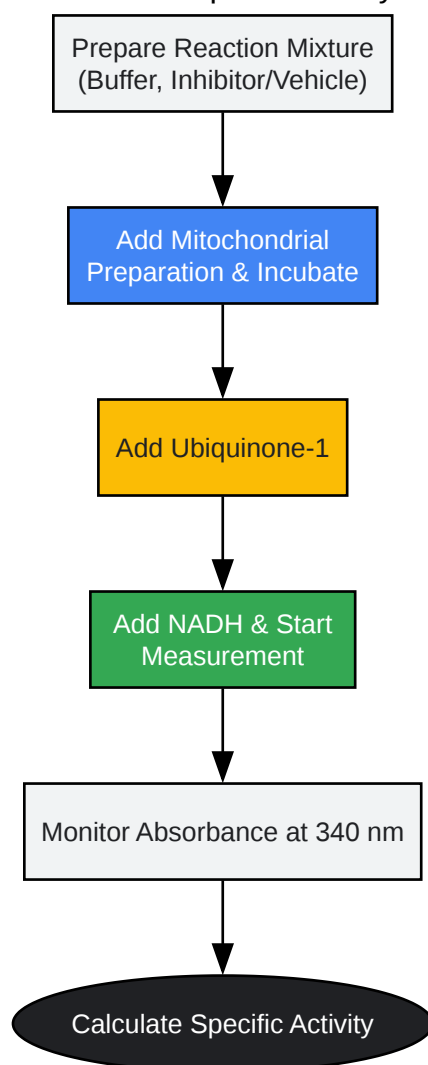 Prepare Reaction Mixture
(Buffer, Inhibitor/Vehicle)
Add Mitochondrial
Preparation & Incubate
Add Ubiquinone-1
Add NADH & Start
Measurement
Monitor Absorbance at 340 nm
Calculate Specific Activity